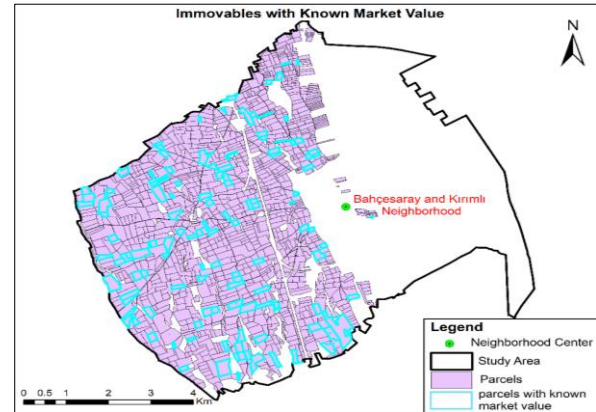 Immovables with Known Market Value
N
Bahçesaray and Kırımlı
Neighborhood
Legend
Neighborhood Center
Study Area
Parcels
parcels with known
market value
0 0.5 1 2 3 4
Km